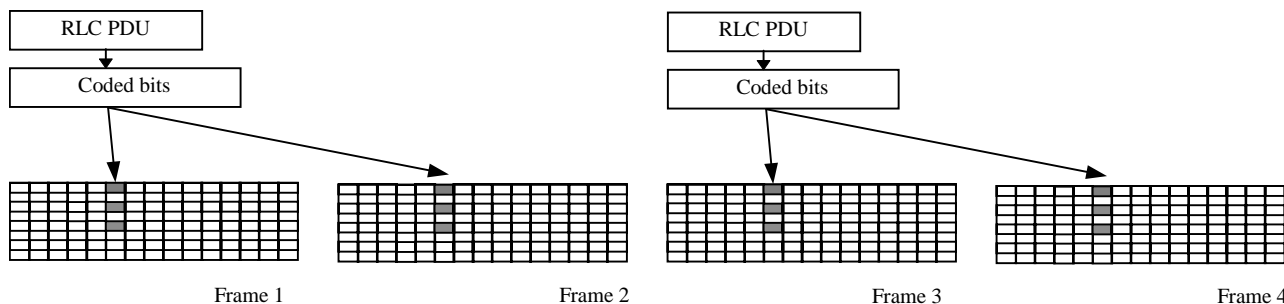 RLC PDU
RLC PDU
Coded bits
Coded bits
Frame 1
Frame 2
Frame 3
Frame 4